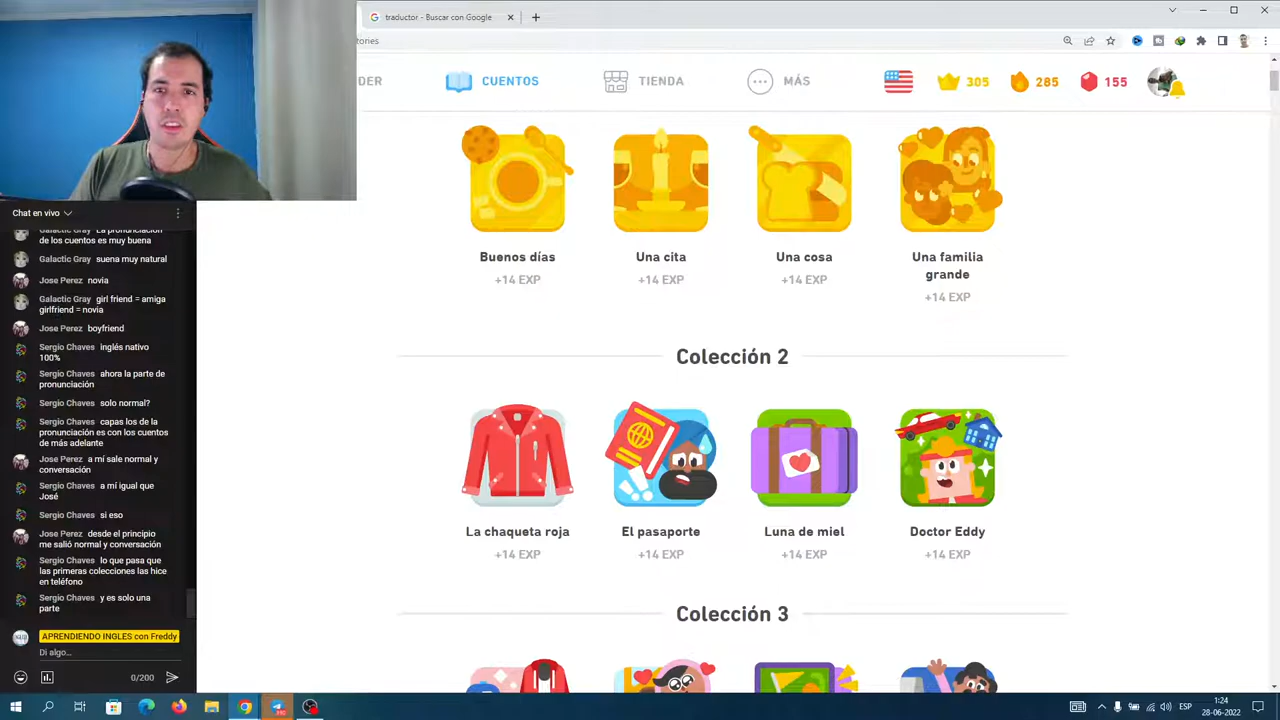 traductor - Buscar con Google
tories
DER
CUENTOS
TIENDA
MÁS
305
285
155
Buenos días
+14 EXP
Una cita
+14 EXP
Una cosa
+14 EXP
Una familia
grande
+14 EXP
Colección 2
La chaqueta roja
+14 EXP
El pasaporte
+14 EXP
Luna de miel
+14 EXP
Doctor Eddy
+14 EXP
Colección 3
Chat en vivo
Galactic Gray La pronunciación
de los cuentos es muy buena
Galactic Gray suena muy natural
Jose Perez novia
Galactic Gray girl friend = amiga
girlfriend = novia
Jose Perez boyfriend
Sergio Chaves inglés nativo
100%
Sergio Chaves ahora la parte de
pronunciación
Sergio Chaves solo normal?
Sergio Chaves capas los de la
pronunciación es con los cuentos
de más adelante
Jose Perez a mí sale normal y
conversación
Sergio Chaves a mí igual que
José
Sergio Chaves si eso
Jose Perez desde el principio
me salió normal y conversación
Sergio Chaves lo que pasa que
las primeras colecciones las hice
en teléfono
Sergio Chaves y es solo una
parte
APRENDIENDO INGLES con Freddy
Di algo...
0/200
ESP
1:24
28-06-2022